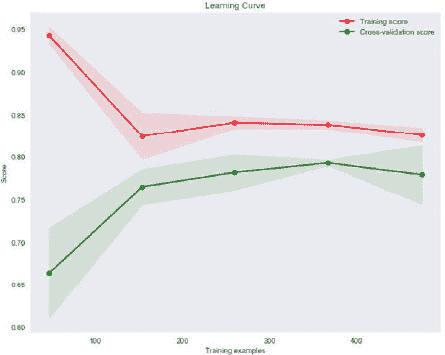 Learning Curve
Training score
Cross-validation score
0.95
0.90
0.85
0.80
0.75
0.70
0.65
0.60
Score
100 200 300 400
Training examples